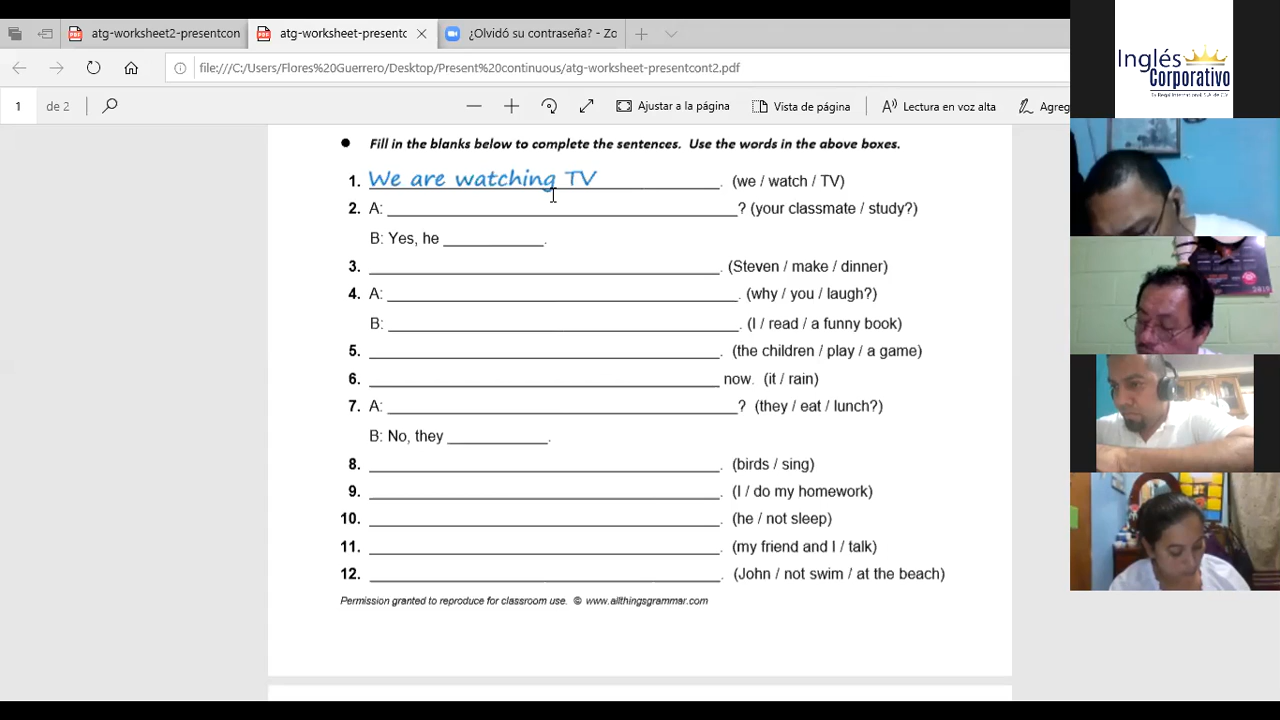 atg-worksheet2-presentcon
atg-worksheet-presentc
¿Olvidó su contraseña? - Zo
file:///C:/Users/Flores%20Guerrero/Desktop/Present%20continuous/atg-worksheet-presentcont2.pdf
1 de 2
Ajustar a la página
Vista de página
Lectura en voz alta
Agreg
Fill in the blanks below to complete the sentences. Use the words in the above boxes.
1. We are watching TV. (we / watch / TV)
2. A: ? (your classmate / study?)
B: Yes, he .
3. . (Steven / make / dinner)
4. A: . (why / you / laugh?)
B: . (I / read / a funny book)
5. . (the children / play / a game)
6. now. (it / rain)
7. A: ? (they / eat / lunch?)
B: No, they .
8. . (birds / sing)
9. . (I / do my homework)
10. . (he / not sleep)
11. . (my friend and I / talk)
12. . (John / not swim / at the beach)
Permission granted to reproduce for classroom use. © www.allthingsgrammar.com
Inglés
Corporativo